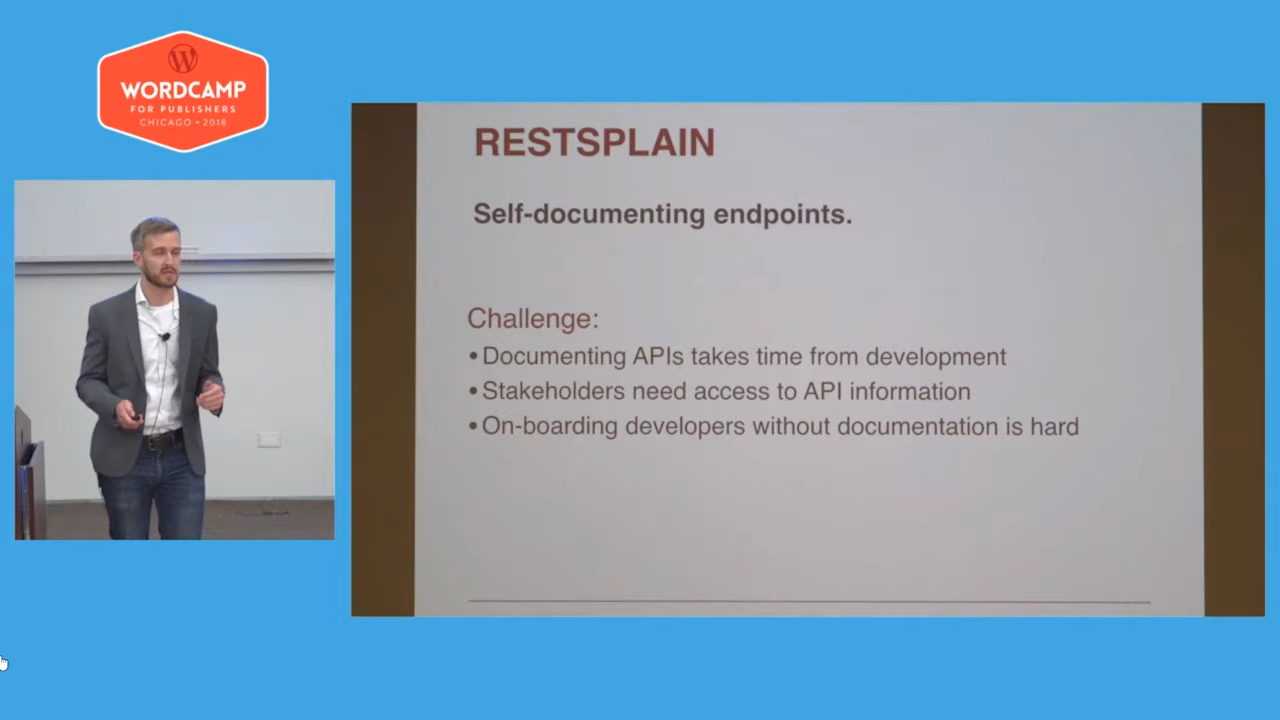 WORDCAMP
FOR PUBLISHERS
CHICAGO • 2018
RESTSPLAIN
Self-documenting endpoints.
Challenge:
•Documenting APIs takes time from development
•Stakeholders need access to API information
•On-boarding developers without documentation is hard